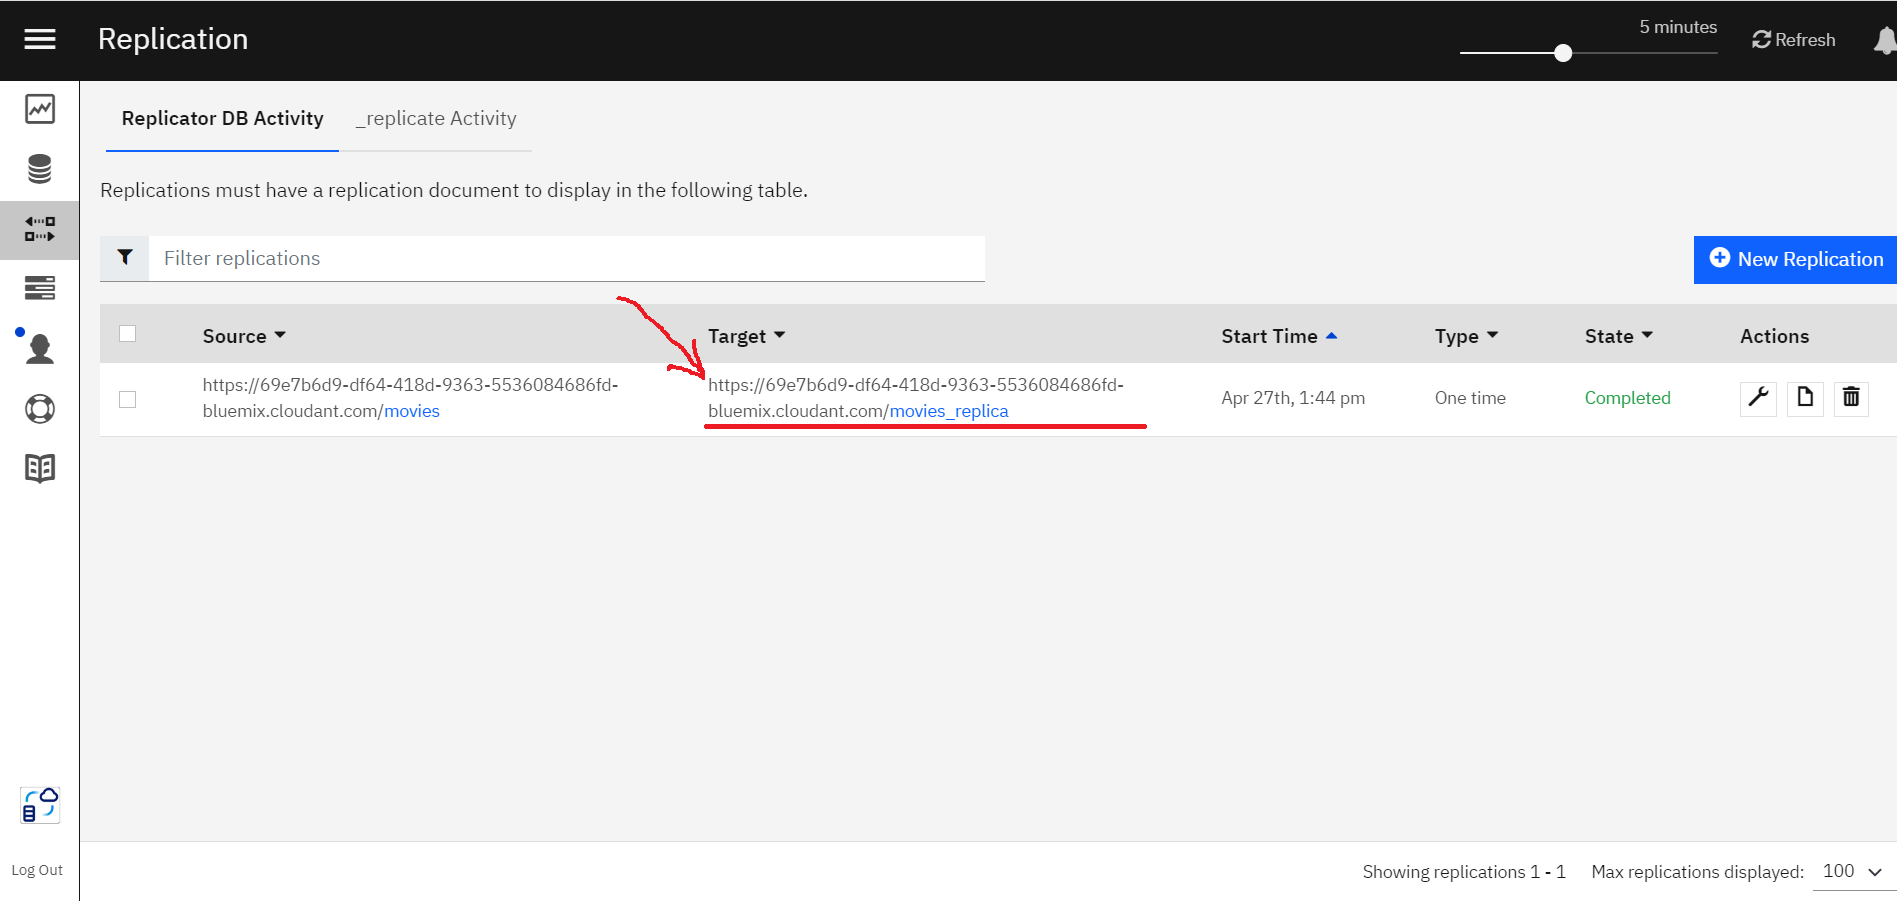 Replication
5 minutes
Refresh
Replicator DB Activity
_replicate Activity
Replications must have a replication document to display in the following table.
Filter replications
New Replication
Source
Target
Start Time
Type
State
Actions
https://69e7b6d9-df64-418d-9363-5536084686fd-
bluemix.cloudant.com/movies
https://69e7b6d9-df64-418d-9363-5536084686fd-
bluemix.cloudant.com/movies_replica
Apr 27th, 1:44 pm
One time
Completed
Log Out
Showing replications 1 - 1
Max replications displayed:
100